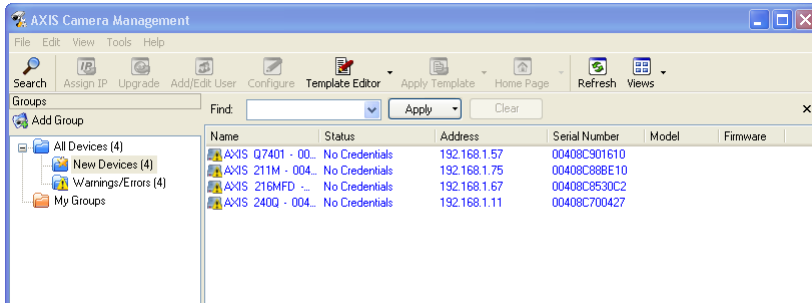 AXIS Camera Management
File Edit View Tools Help
Search Assign IP Upgrade Add/Edit User Configure Template Editor Apply Template Home Page Refresh Views
Groups
Find: Apply Clear
Add Group
Name Status Address Serial Number Model Firmware
All Devices (4)
AXIS Q7401 - 00... No Credentials 192.168.1.57 00408C901610
New Devices (4)
AXIS 211M - 004... No Credentials 192.168.1.75 00408C88BE10
Warnings/Errors (4)
AXIS 216MFD -... No Credentials 192.168.1.67 00408C8530C2
My Groups
AXIS 240Q - 004... No Credentials 192.168.1.11 00408C700427